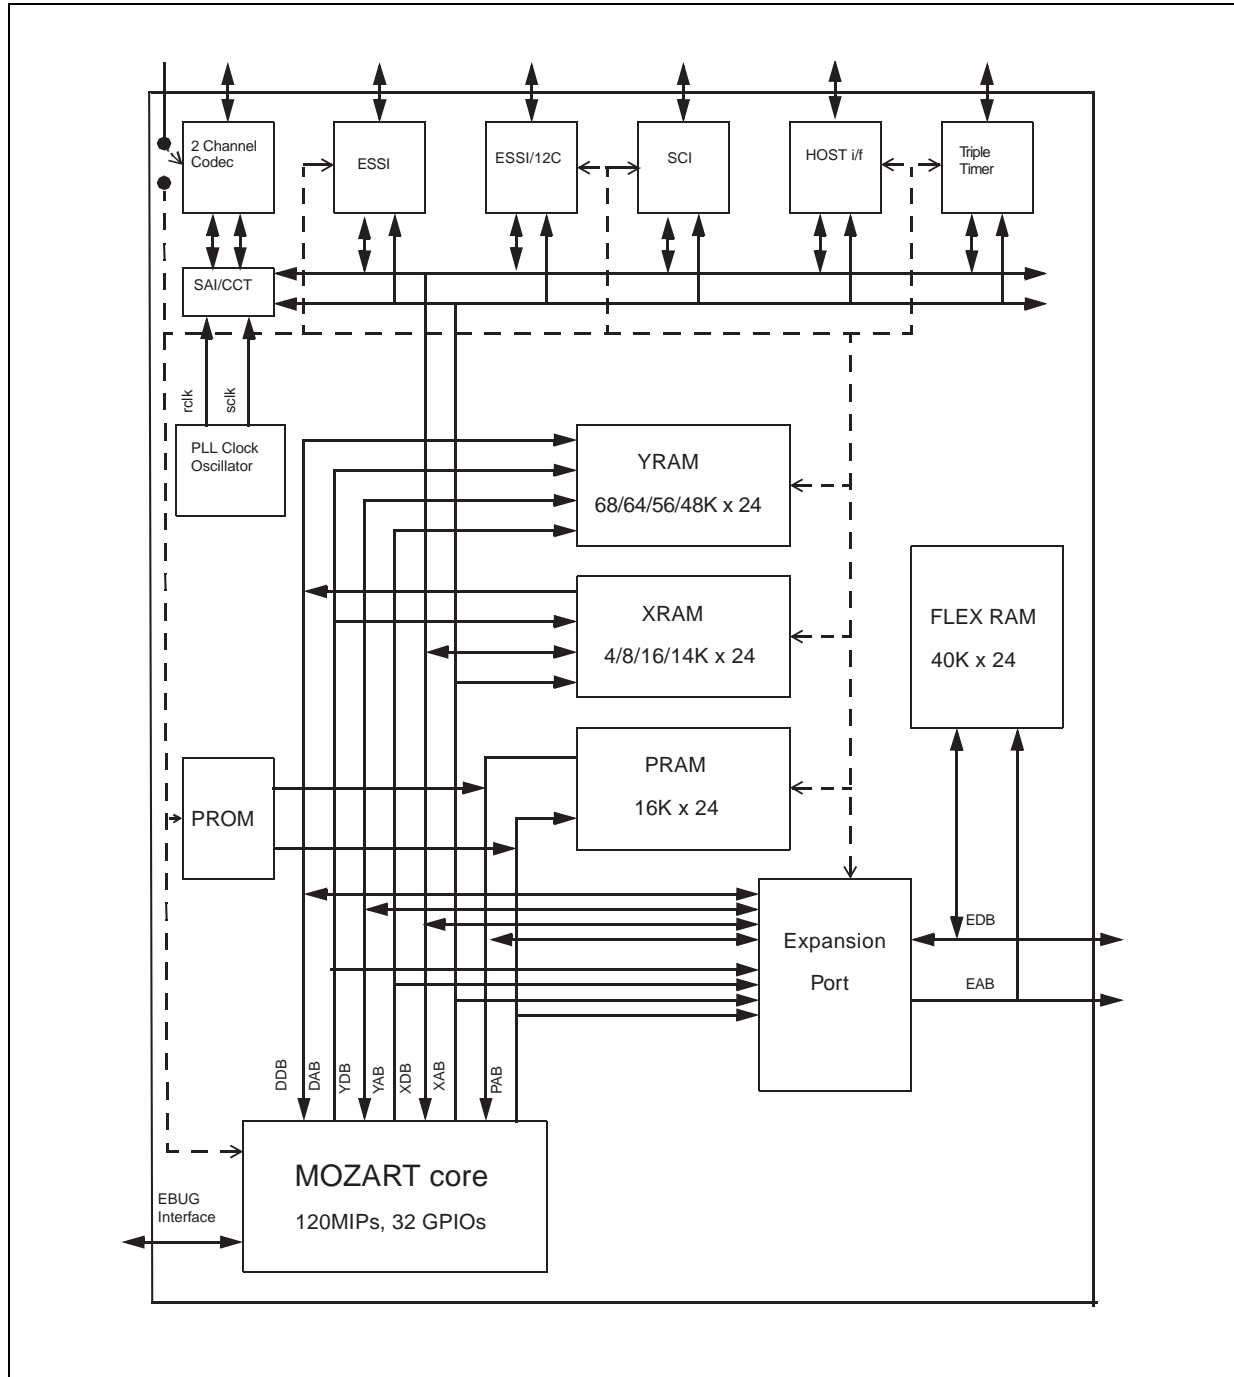 2 Channel
Codec
ESSI
ESSI/12C
SCI
HOST i/f
Triple
Timer
SAI/CCT
rclk
sclk
PLL Clock
Oscillator
YRAM
68/64/56/48K x 24
XRAM
4/8/16/14K x 24
FLEX RAM
40K x 24
PRAM
16K x 24
PROM
Expansion
Port
EDB
EAB
DDB
DAB
YDB
YAB
XDB
XAB
PAB
MOZART core
120MIPs, 32 GPIOs
EBUG
Interface